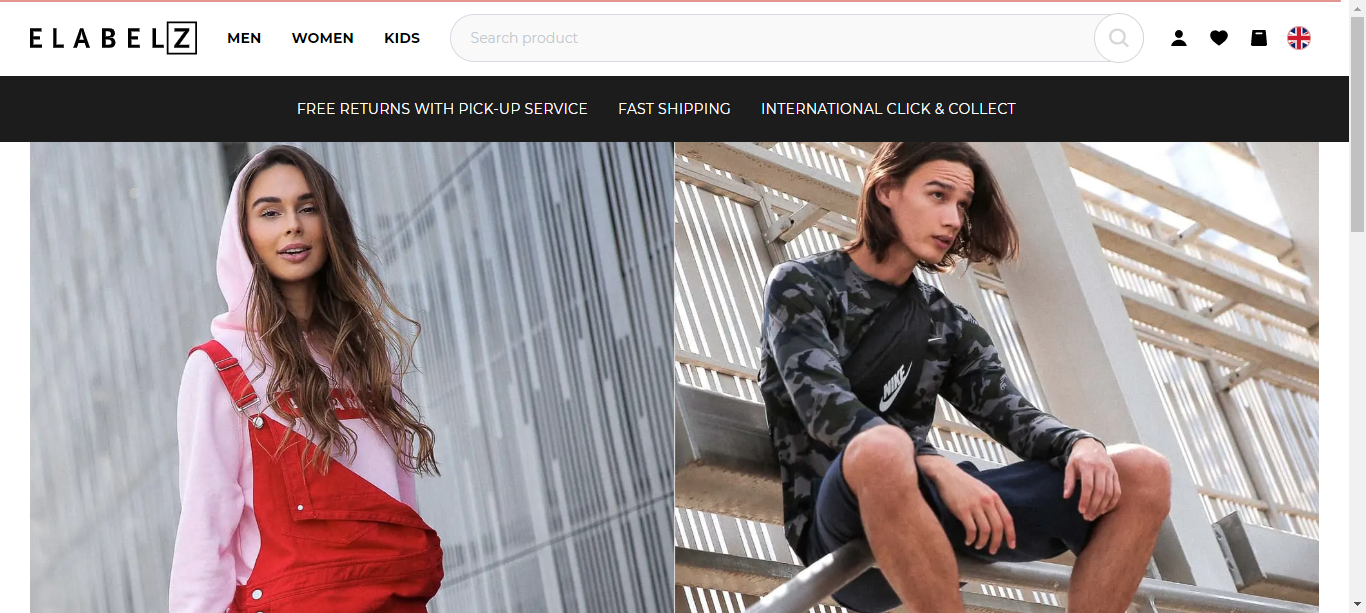 ELABELZ MEN WOMEN KIDS Search product
FREE RETURNS WITH PICK-UP SERVICE FAST SHIPPING INTERNATIONAL CLICK & COLLECT
NIKE